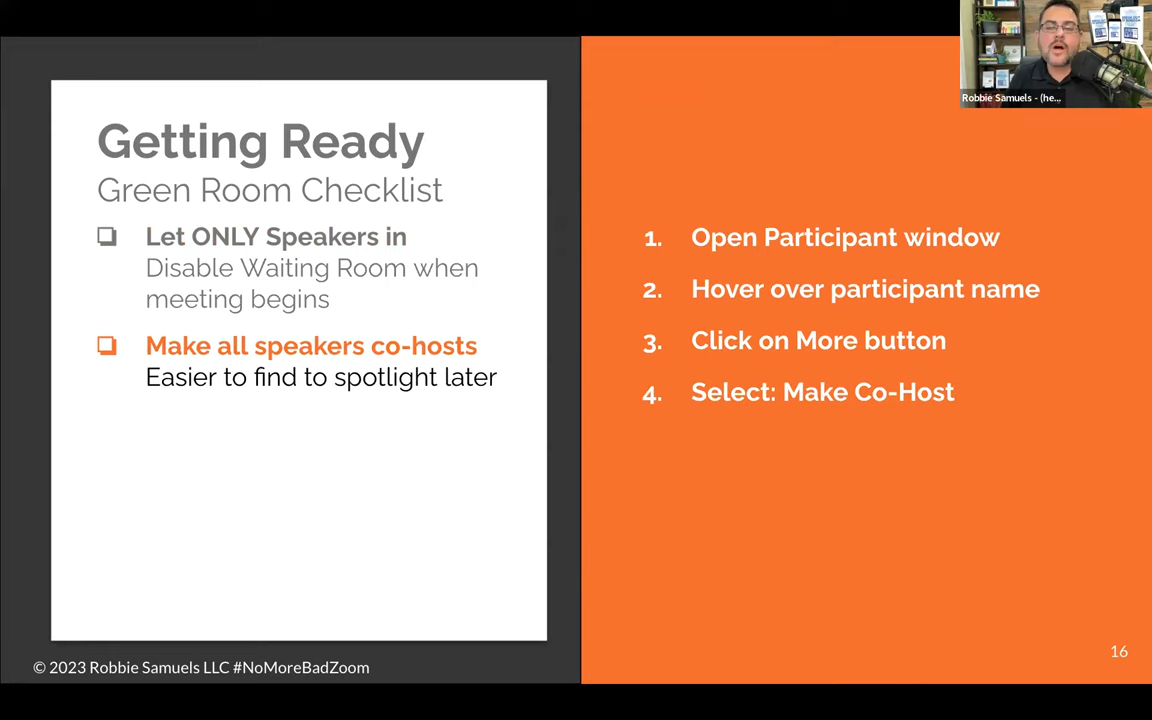 Robbie Samuels - (he...
Getting Ready
Green Room Checklist
Let ONLY Speakers in
Disable Waiting Room when
meeting begins
Make all speakers co-hosts
Easier to find to spotlight later
1. Open Participant window
2. Hover over participant name
3. Click on More button
4. Select: Make Co-Host
16
© 2023 Robbie Samuels LLC #NoMoreBadZoom